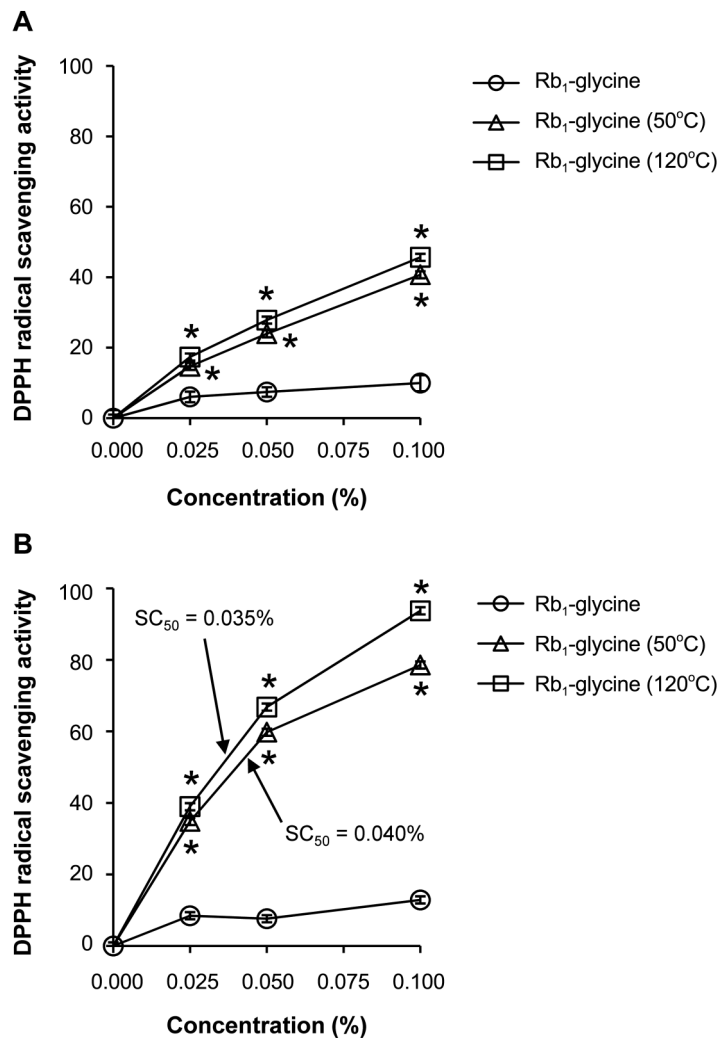 A
DPPH radical scavenging activity
100
80
60
40
20
0
0.000 0.025 0.050 0.075 0.100
Concentration (%)
* * * * * *
Rb₁-glycine
Rb₁-glycine (50°C)
Rb₁-glycine (120°C)
B
DPPH radical scavenging activity
100
80
60
40
20
0
0.000 0.025 0.050 0.075 0.100
Concentration (%)
SC₅₀ = 0.035%
SC₅₀ = 0.040%
* * * * * *
Rb₁-glycine
Rb₁-glycine (50°C)
Rb₁-glycine (120°C)